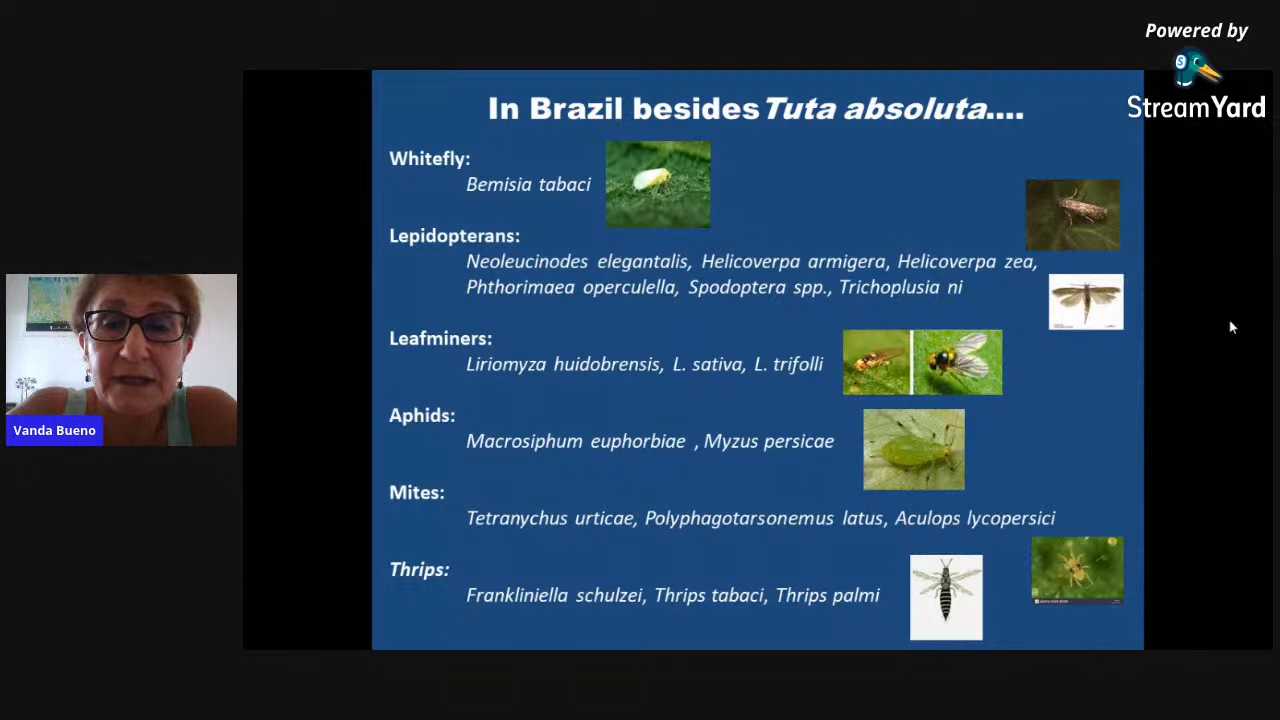 Powered by
StreamYard
In Brazil besides Tuta absoluta....
Whitefly:
Bemisia tabaci
Lepidopterans:
Neoleucinodes elegantalis, Helicoverpa armigera, Helicoverpa zea,
Phthorimaea operculella, Spodoptera spp., Trichoplusia ni
Leafminers:
Liriomyza huidobrensis, L. sativa, L. trifolli
Aphids:
Macrosiphum euphorbiae , Myzus persicae
Mites:
Tetranychus urticae, Polyphagotarsonemus latus, Aculops lycopersici
Thrips:
Frankliniella schulzei, Thrips tabaci, Thrips palmi
Vanda Bueno